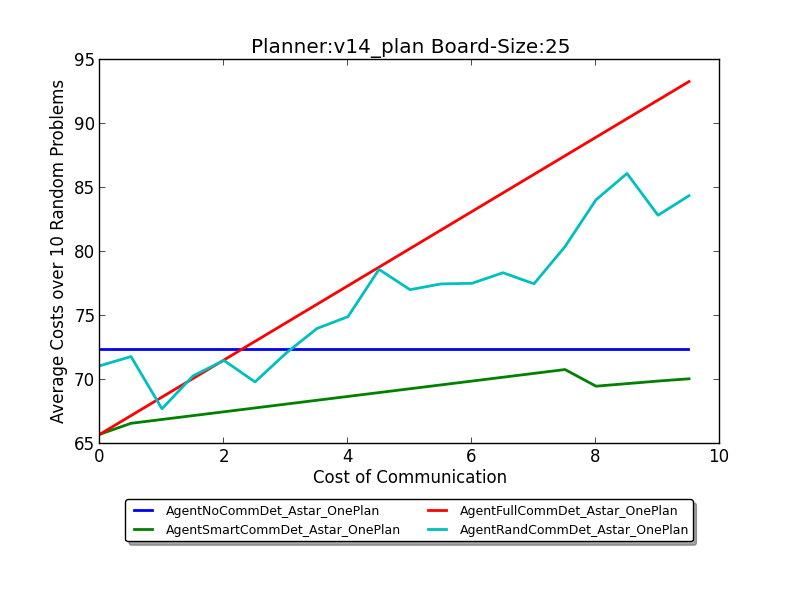 Planner:v14_plan Board-Size:25
Average Costs over 10 Random Problems
95
90
85
80
75
70
65
0 2 4 6 8 10
Cost of Communication
AgentNoCommDet_Astar_OnePlan
AgentSmartCommDet_Astar_OnePlan
AgentFullCommDet_Astar_OnePlan
AgentRandCommDet_Astar_OnePlan